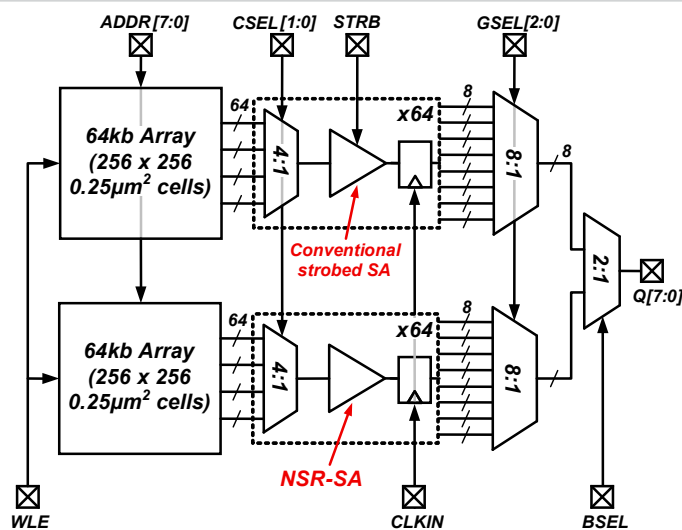 ADDR[7:0] CSEL[1:0] STRB GSEL[2:0]
64kb Array
(256 x 256
0.25µm² cells)
64
4:1
x64
8
8:1
8
Conventional
strobed SA
2:1
Q[7:0]
64kb Array
(256 x 256
0.25µm² cells)
64
4:1
x64
8
8:1
NSR-SA
WLE CLKIN BSEL